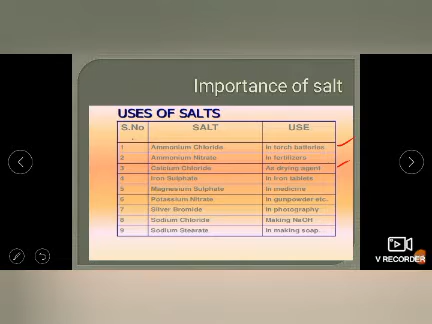 Importance of salt
USES OF SALTS
S.No. SALT USE
1 Ammonium Chloride In torch batteries
2 Ammonium Nitrate In fertilizers
3 Calcium Chloride As drying agent
4 Iron Sulphate In Iron tablets
5 Magnesium Sulphate In medicine
6 Potassium Nitrate In gunpowder etc.
7 Silver Bromide In photography
8 Sodium Chloride Making NaOH
9 Sodium Stearate In making soap.
V RECORDER